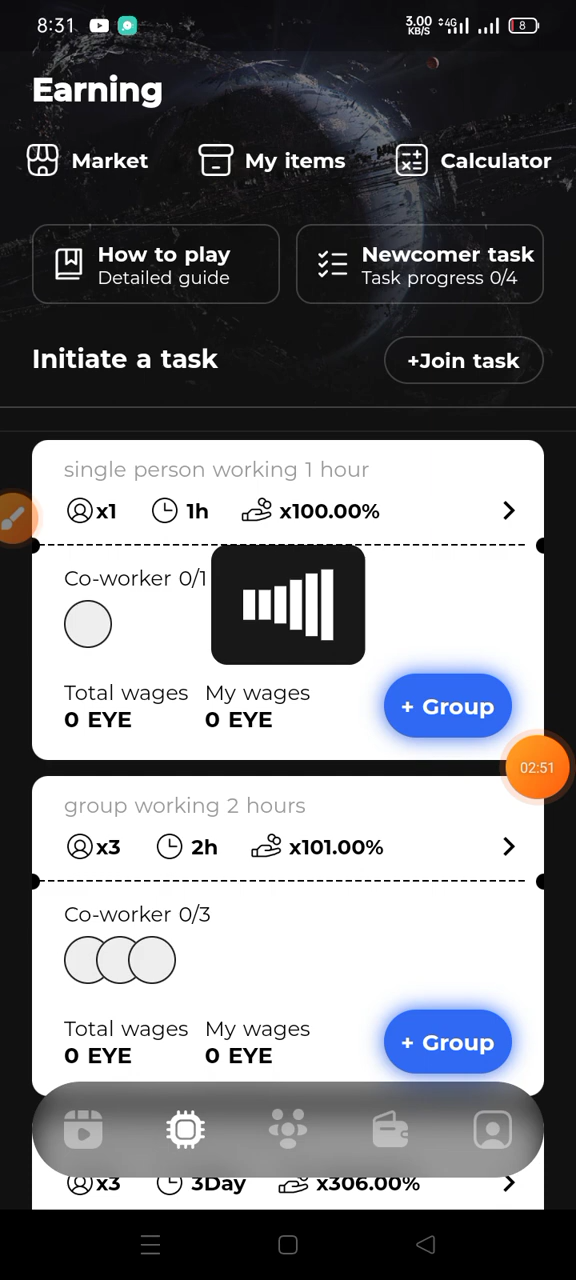 8:31
3.00 KB/S 4G 8
Earning
Market My items Calculator
How to play Newcomer task
Detailed guide Task progress 0/4
Initiate a task +Join task
single person working 1 hour
x1 1h x100.00%
Co-worker 0/1
Total wages My wages
0 EYE 0 EYE + Group
02:51
group working 2 hours
x3 2h x101.00%
Co-worker 0/3
Total wages My wages
0 EYE 0 EYE + Group
x3 3Day x306.00%